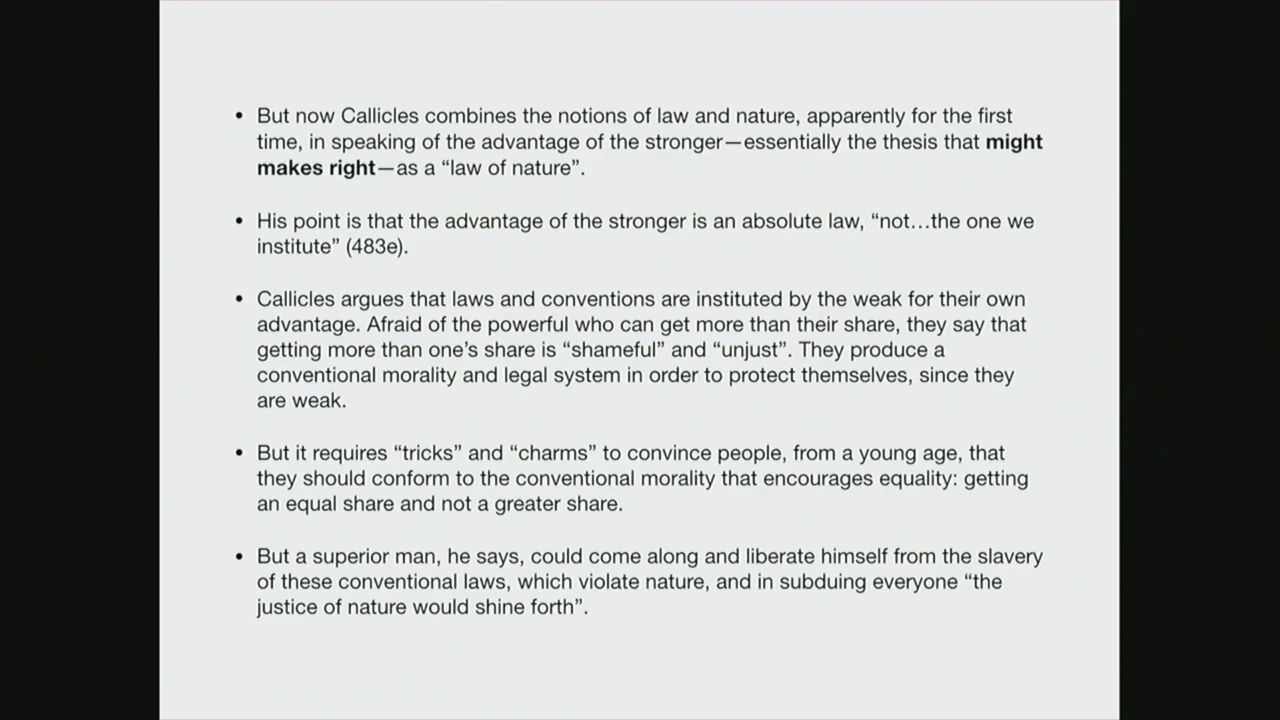 • But now Callicles combines the notions of law and nature, apparently for the first
time, in speaking of the advantage of the stronger—essentially the thesis that might
makes right—as a “law of nature”.
• His point is that the advantage of the stronger is an absolute law, “not…the one we
institute” (483e).
• Callicles argues that laws and conventions are instituted by the weak for their own
advantage. Afraid of the powerful who can get more than their share, they say that
getting more than one’s share is “shameful” and “unjust”. They produce a
conventional morality and legal system in order to protect themselves, since they
are weak.
• But it requires “tricks” and “charms” to convince people, from a young age, that
they should conform to the conventional morality that encourages equality: getting
an equal share and not a greater share.
• But a superior man, he says, could come along and liberate himself from the slavery
of these conventional laws, which violate nature, and in subduing everyone “the
justice of nature would shine forth”.